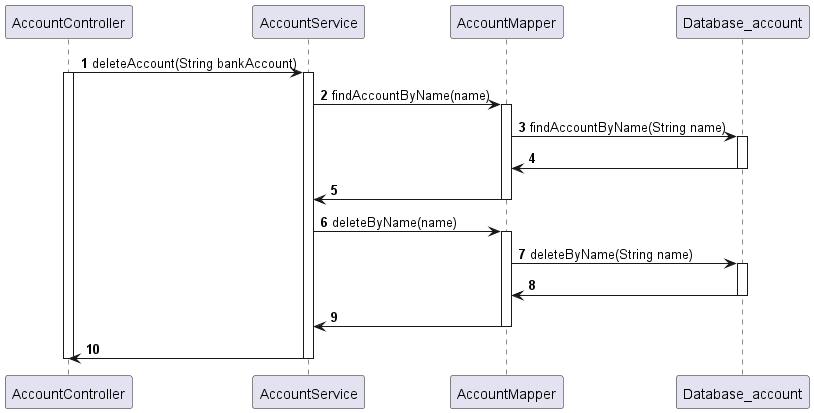 AccountController AccountService AccountMapper Database_account
1 deleteAccount(String bankAccount)
2 findAccountByName(name)
3 findAccountByName(String name)
4
5
6 deleteByName(name)
7 deleteByName(String name)
8
9
10
AccountController AccountService AccountMapper Database_account